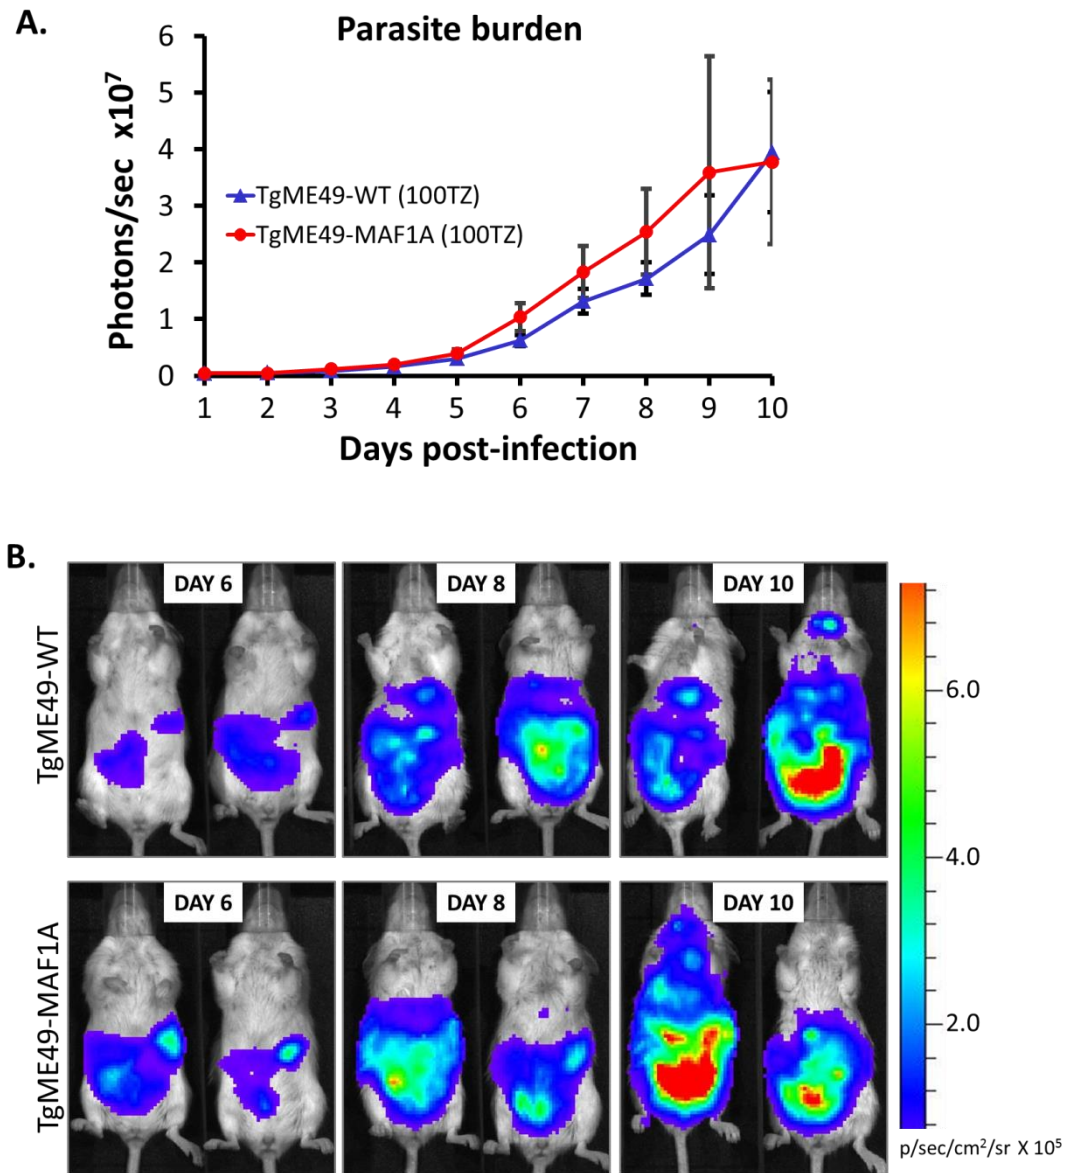 A.
Parasite burden
Photons/sec x10⁷
6
5
4
3
2
1
0
TgME49-WT (100TZ)
TgME49-MAF1A (100TZ)
1 2 3 4 5 6 7 8 9 10
Days post-infection
B.
TgME49-WT
DAY 6 DAY 8 DAY 10
TgME49-MAF1A
DAY 6 DAY 8 DAY 10
6.0
4.0
2.0
p/sec/cm²/sr X 10⁵